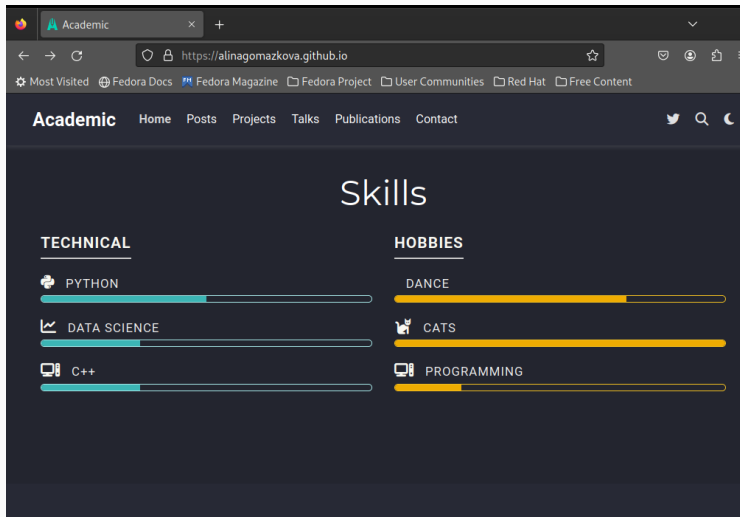 Academic
https://alinagomazkova.github.io
Most Visited Fedora Docs Fedora Magazine Fedora Project User Communities Red Hat Free Content
Academic Home Posts Projects Talks Publications Contact
Skills
TECHNICAL
PYTHON
DATA SCIENCE
C++
HOBBIES
DANCE
CATS
PROGRAMMING